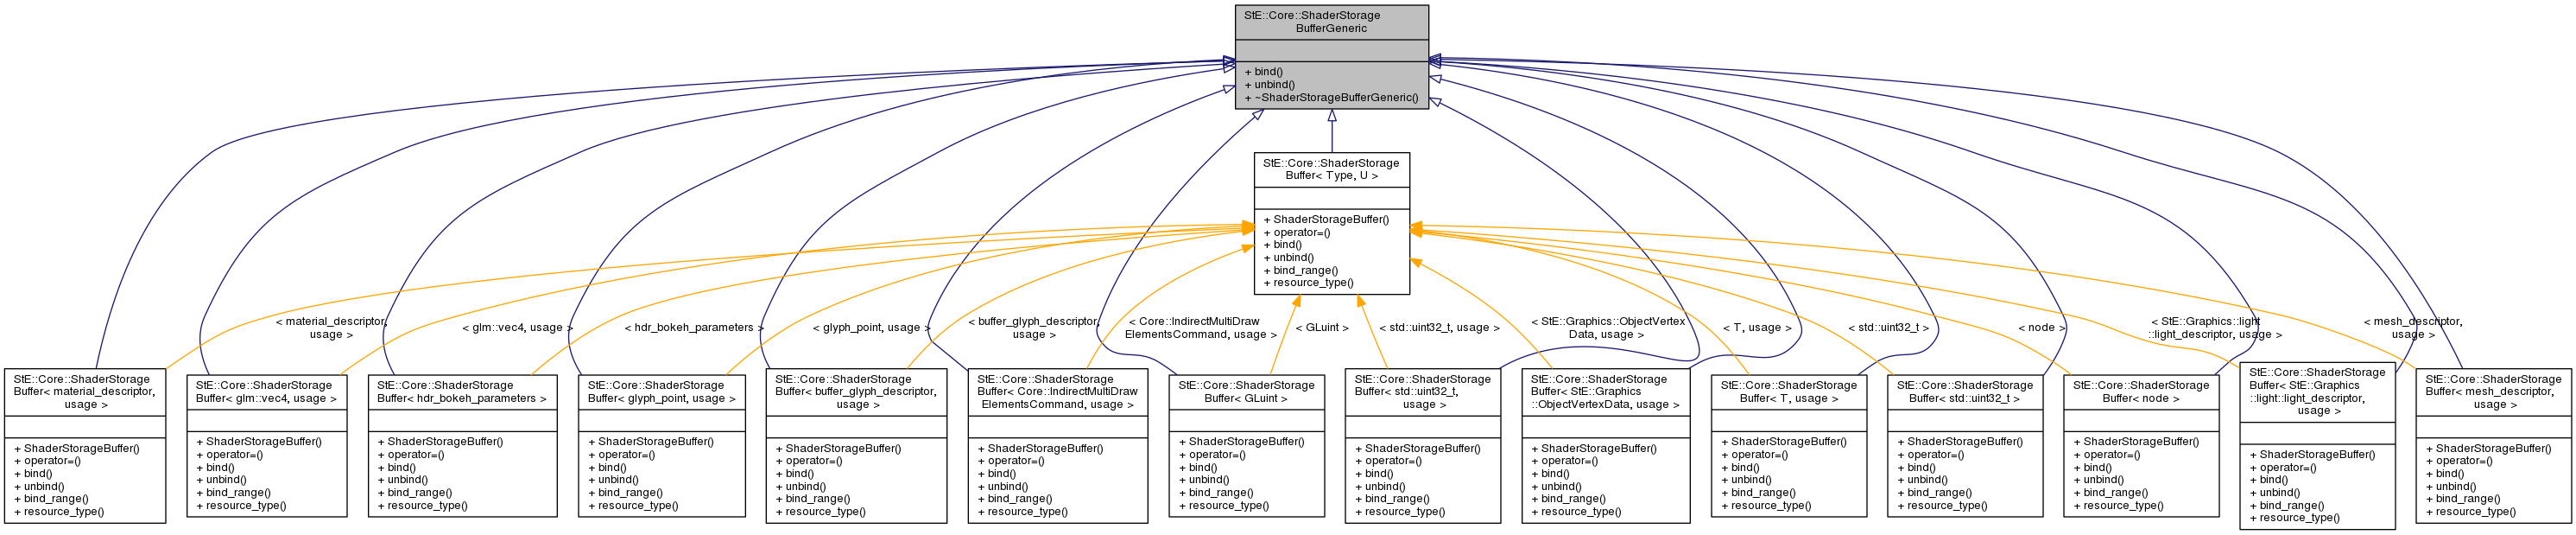 StE::Core::ShaderStorage
BufferGeneric
+ bind()
+ unbind()
+ ~ShaderStorageBufferGeneric()
StE::Core::ShaderStorage
Buffer< Type, U >
+ ShaderStorageBuffer()
+ operator=()
+ bind()
+ unbind()
+ bind_range()
+ resource_type()
< material_descriptor,
usage >
< glm::vec4, usage >
< hdr_bokeh_parameters >
< glyph_point, usage >
< buffer_glyph_descriptor,
usage >
< Core::IndirectMultiDraw
ElementsCommand, usage >
< GLuint >
< std::uint32_t, usage >
< StE::Graphics::ObjectVertex
Data, usage >
< T, usage >
< std::uint32_t >
< node >
< StE::Graphics::light
::light_descriptor, usage >
< mesh_descriptor,
usage >
StE::Core::ShaderStorage
Buffer< material_descriptor,
usage >
+ ShaderStorageBuffer()
+ operator=()
+ bind()
+ unbind()
+ bind_range()
+ resource_type()
StE::Core::ShaderStorage
Buffer< glm::vec4, usage >
+ ShaderStorageBuffer()
+ operator=()
+ bind()
+ unbind()
+ bind_range()
+ resource_type()
StE::Core::ShaderStorage
Buffer< hdr_bokeh_parameters >
+ ShaderStorageBuffer()
+ operator=()
+ bind()
+ unbind()
+ bind_range()
+ resource_type()
StE::Core::ShaderStorage
Buffer< glyph_point, usage >
+ ShaderStorageBuffer()
+ operator=()
+ bind()
+ unbind()
+ bind_range()
+ resource_type()
StE::Core::ShaderStorage
Buffer< buffer_glyph_descriptor,
usage >
+ ShaderStorageBuffer()
+ operator=()
+ bind()
+ unbind()
+ bind_range()
+ resource_type()
StE::Core::ShaderStorage
Buffer< Core::IndirectMultiDraw
ElementsCommand, usage >
+ ShaderStorageBuffer()
+ operator=()
+ bind()
+ unbind()
+ bind_range()
+ resource_type()
StE::Core::ShaderStorage
Buffer< GLuint >
+ ShaderStorageBuffer()
+ operator=()
+ bind()
+ unbind()
+ bind_range()
+ resource_type()
StE::Core::ShaderStorage
Buffer< std::uint32_t,
usage >
+ ShaderStorageBuffer()
+ operator=()
+ bind()
+ unbind()
+ bind_range()
+ resource_type()
StE::Core::ShaderStorage
Buffer< StE::Graphics
::ObjectVertexData, usage >
+ ShaderStorageBuffer()
+ operator=()
+ bind()
+ unbind()
+ bind_range()
+ resource_type()
StE::Core::ShaderStorage
Buffer< T, usage >
+ ShaderStorageBuffer()
+ operator=()
+ bind()
+ unbind()
+ bind_range()
+ resource_type()
StE::Core::ShaderStorage
Buffer< std::uint32_t >
+ ShaderStorageBuffer()
+ operator=()
+ bind()
+ unbind()
+ bind_range()
+ resource_type()
StE::Core::ShaderStorage
Buffer< node >
+ ShaderStorageBuffer()
+ operator=()
+ bind()
+ unbind()
+ bind_range()
+ resource_type()
StE::Core::ShaderStorage
Buffer< StE::Graphics
::light::light_descriptor,
usage >
+ ShaderStorageBuffer()
+ operator=()
+ bind()
+ unbind()
+ bind_range()
+ resource_type()
StE::Core::ShaderStorage
Buffer< mesh_descriptor,
usage >
+ ShaderStorageBuffer()
+ operator=()
+ bind()
+ unbind()
+ bind_range()
+ resource_type()